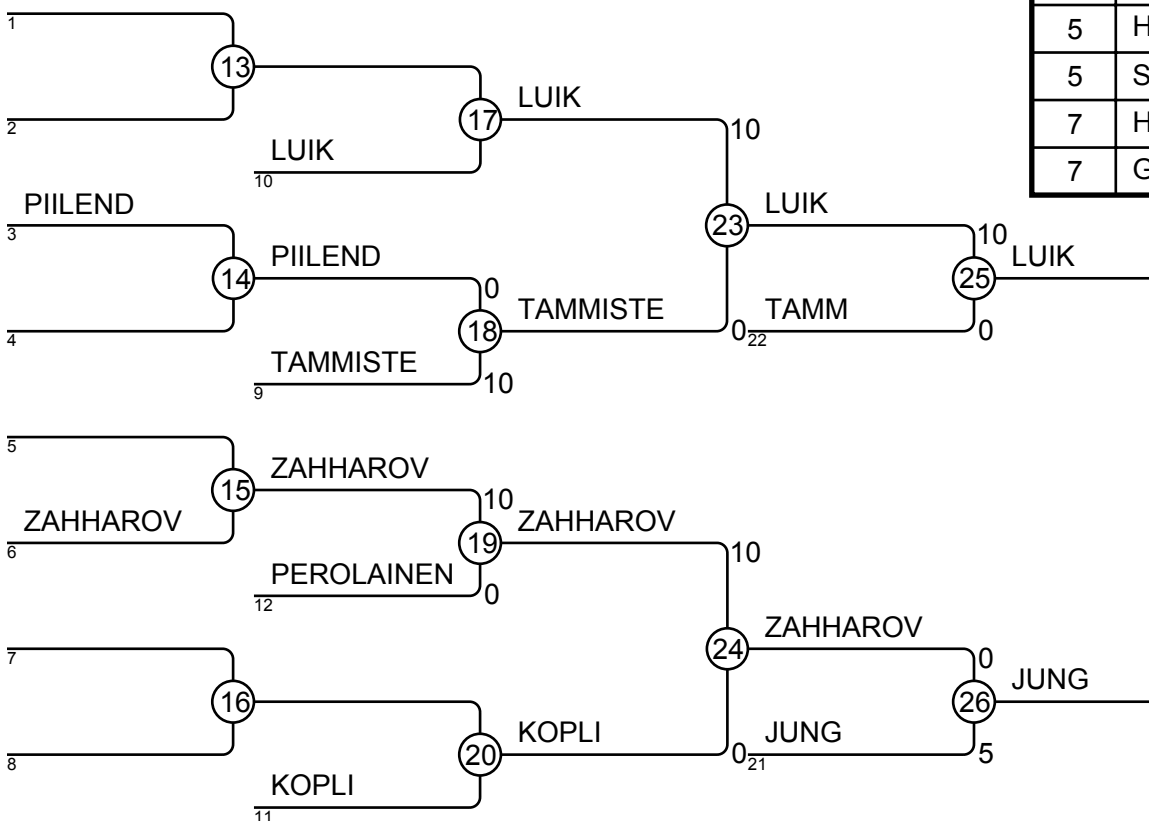 1
13
2
17
LUIK
10
LUIK
10
PIILEND
3
14
PIILEND
0
4
18
TAMMISTE
TAMMISTE
9
10
23
LUIK
0
22
TAMM
10
25
LUIK
0
5
15
ZAHHAROV
10
ZAHHAROV
6
19
ZAHHAROV
10
PEROLAINEN
12
0
7
16
8
20
KOPLI
KOPLI
11
24
ZAHHAROV
0
0
21
JUNG
26
JUNG
5
5 H
5 S
7 H
7 G